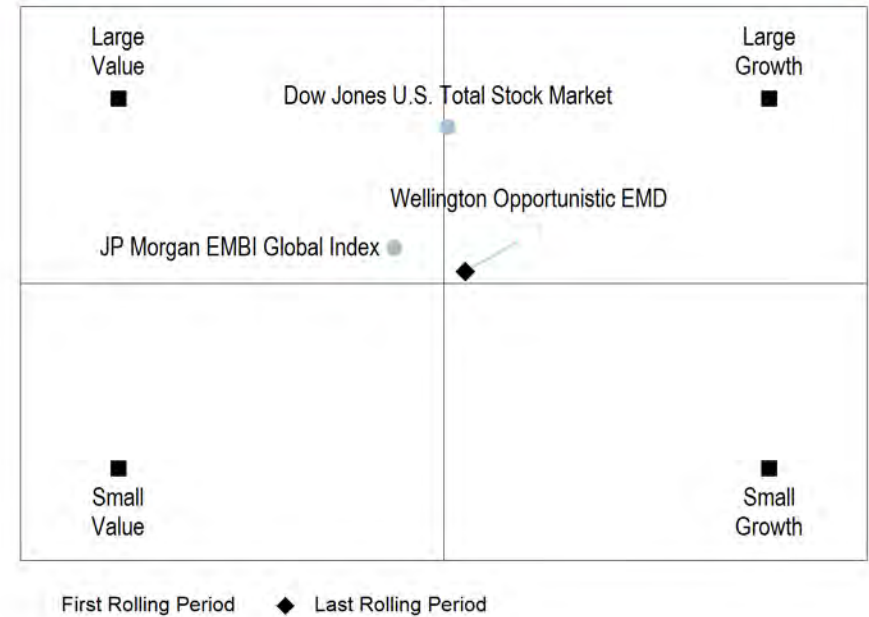 Large
Value
Large
Growth
Dow Jones U.S. Total Stock Market
Wellington Opportunistic EMD
JP Morgan EMBI Global Index
Small
Value
Small
Growth
First Rolling Period
Last Rolling Period